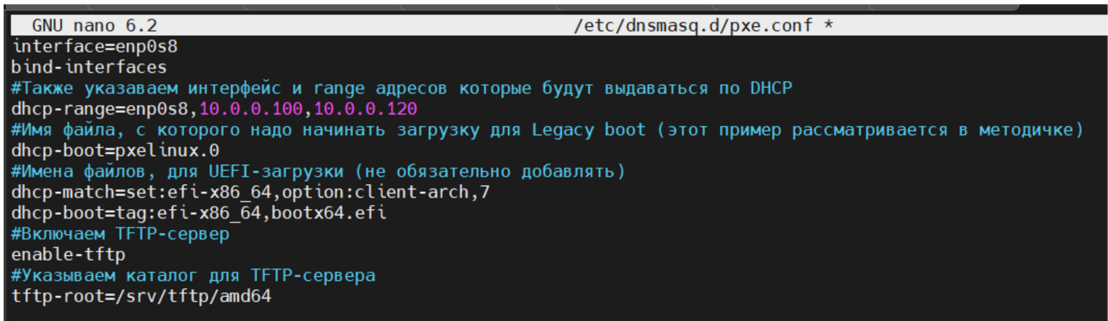 GNU nano 6.2 /etc/dnsmasq.d/pxe.conf *
interface=enp0s8
bind-interfaces
#Также указаваем интерфейс и range адресов которые будут выдаваться по DHCP
dhcp-range=enp0s8,10.0.0.100,10.0.0.120
#Имя файла, с которого надо начинать загрузку для Legacy boot (этот пример рассматривается в методичке)
dhcp-boot=pxelinux.0
#Имена файлов, для UEFI-загрузки (не обязательно добавлять)
dhcp-match=set:efi-x86_64,option:client-arch,7
dhcp-boot=tag:efi-x86_64,bootx64.efi
#Включаем TFTP-сервер
enable-tftp
#Указываем каталог для TFTP-сервера
tftp-root=/srv/tftp/amd64